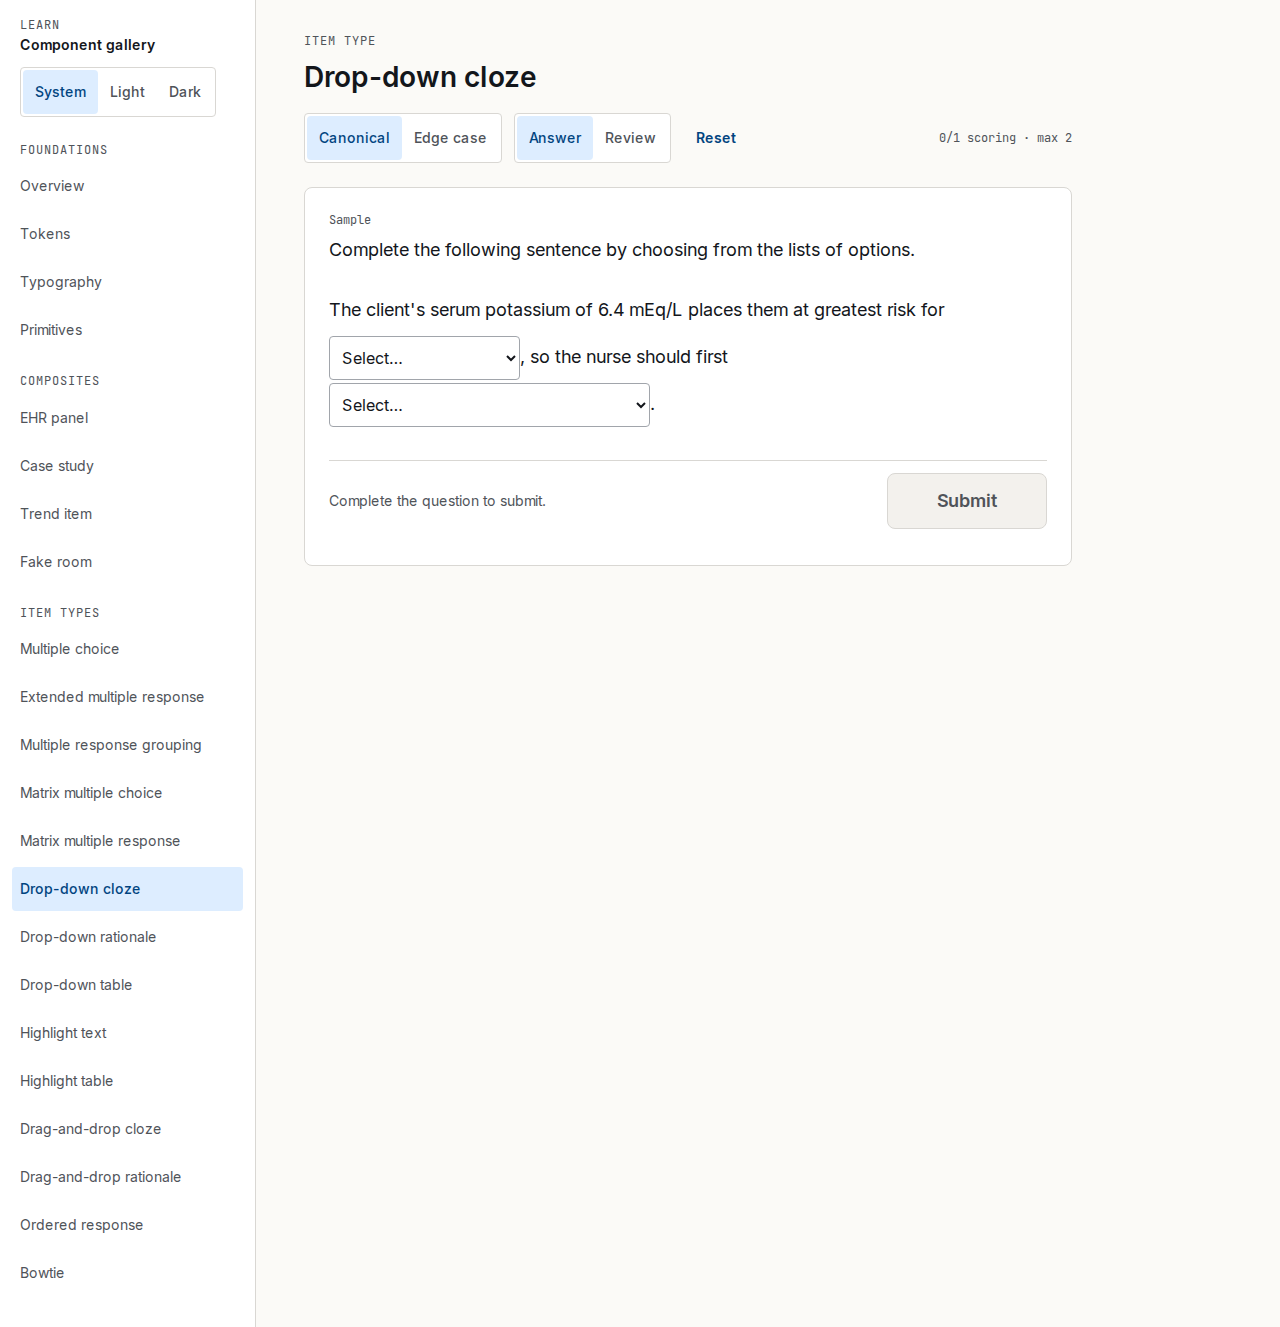 LEARN
Component gallery
System Light Dark
FOUNDATIONS
Overview
Tokens
Typography
Primitives
COMPOSITES
EHR panel
Case study
Trend item
Fake room
ITEM TYPES
Multiple choice
Extended multiple response
Multiple response grouping
Matrix multiple choice
Matrix multiple response
Drop-down cloze
Drop-down rationale
Drop-down table
Highlight text
Highlight table
Drag-and-drop cloze
Drag-and-drop rationale
Ordered response
Bowtie
ITEM TYPE
Drop-down cloze
Canonical Edge case Answer Review Reset 0/1 scoring · max 2
Sample
Complete the following sentence by choosing from the lists of options.
The client's serum potassium of 6.4 mEq/L places them at greatest risk for
Select... , so the nurse should first
Select... .
Complete the question to submit. Submit